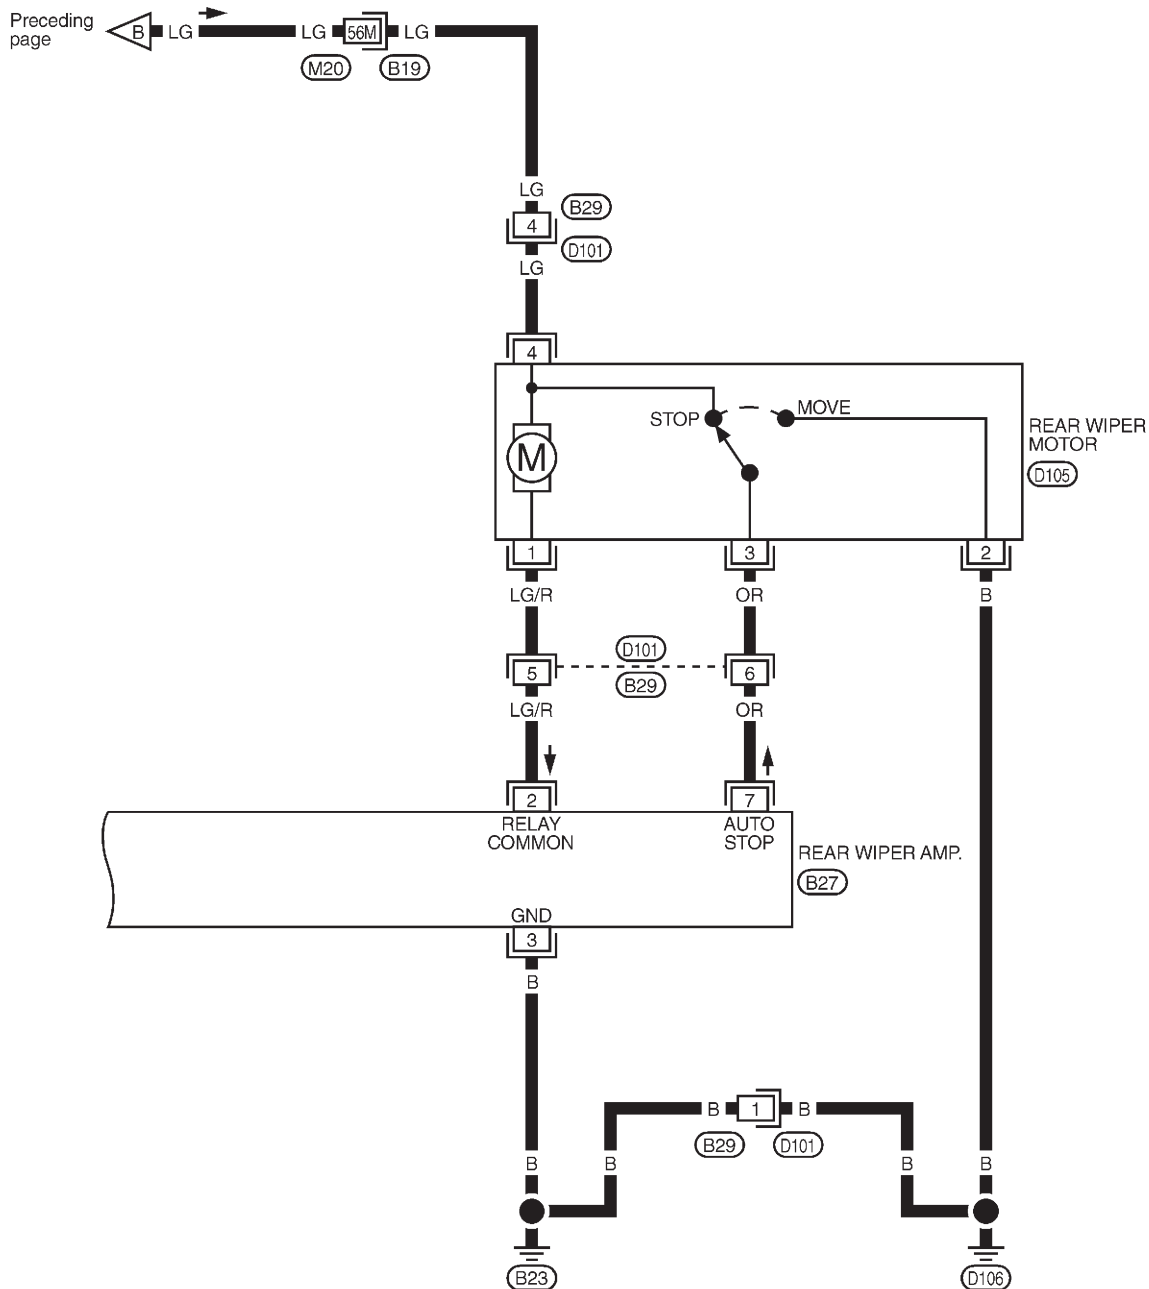 Preceding
page
B LG LG 56M LG
M20 B19
LG
B29
4
D101
LG
4
STOP MOVE
M
REAR WIPER
MOTOR
D105
1 3 2
LG/R OR B
D101
5 6
B29
LG/R OR
2 7
RELAY
COMMON
AUTO
STOP
REAR WIPER AMP.
B27
GND
3
B
B 1 B
B29 D101
B B B B
B23 D106